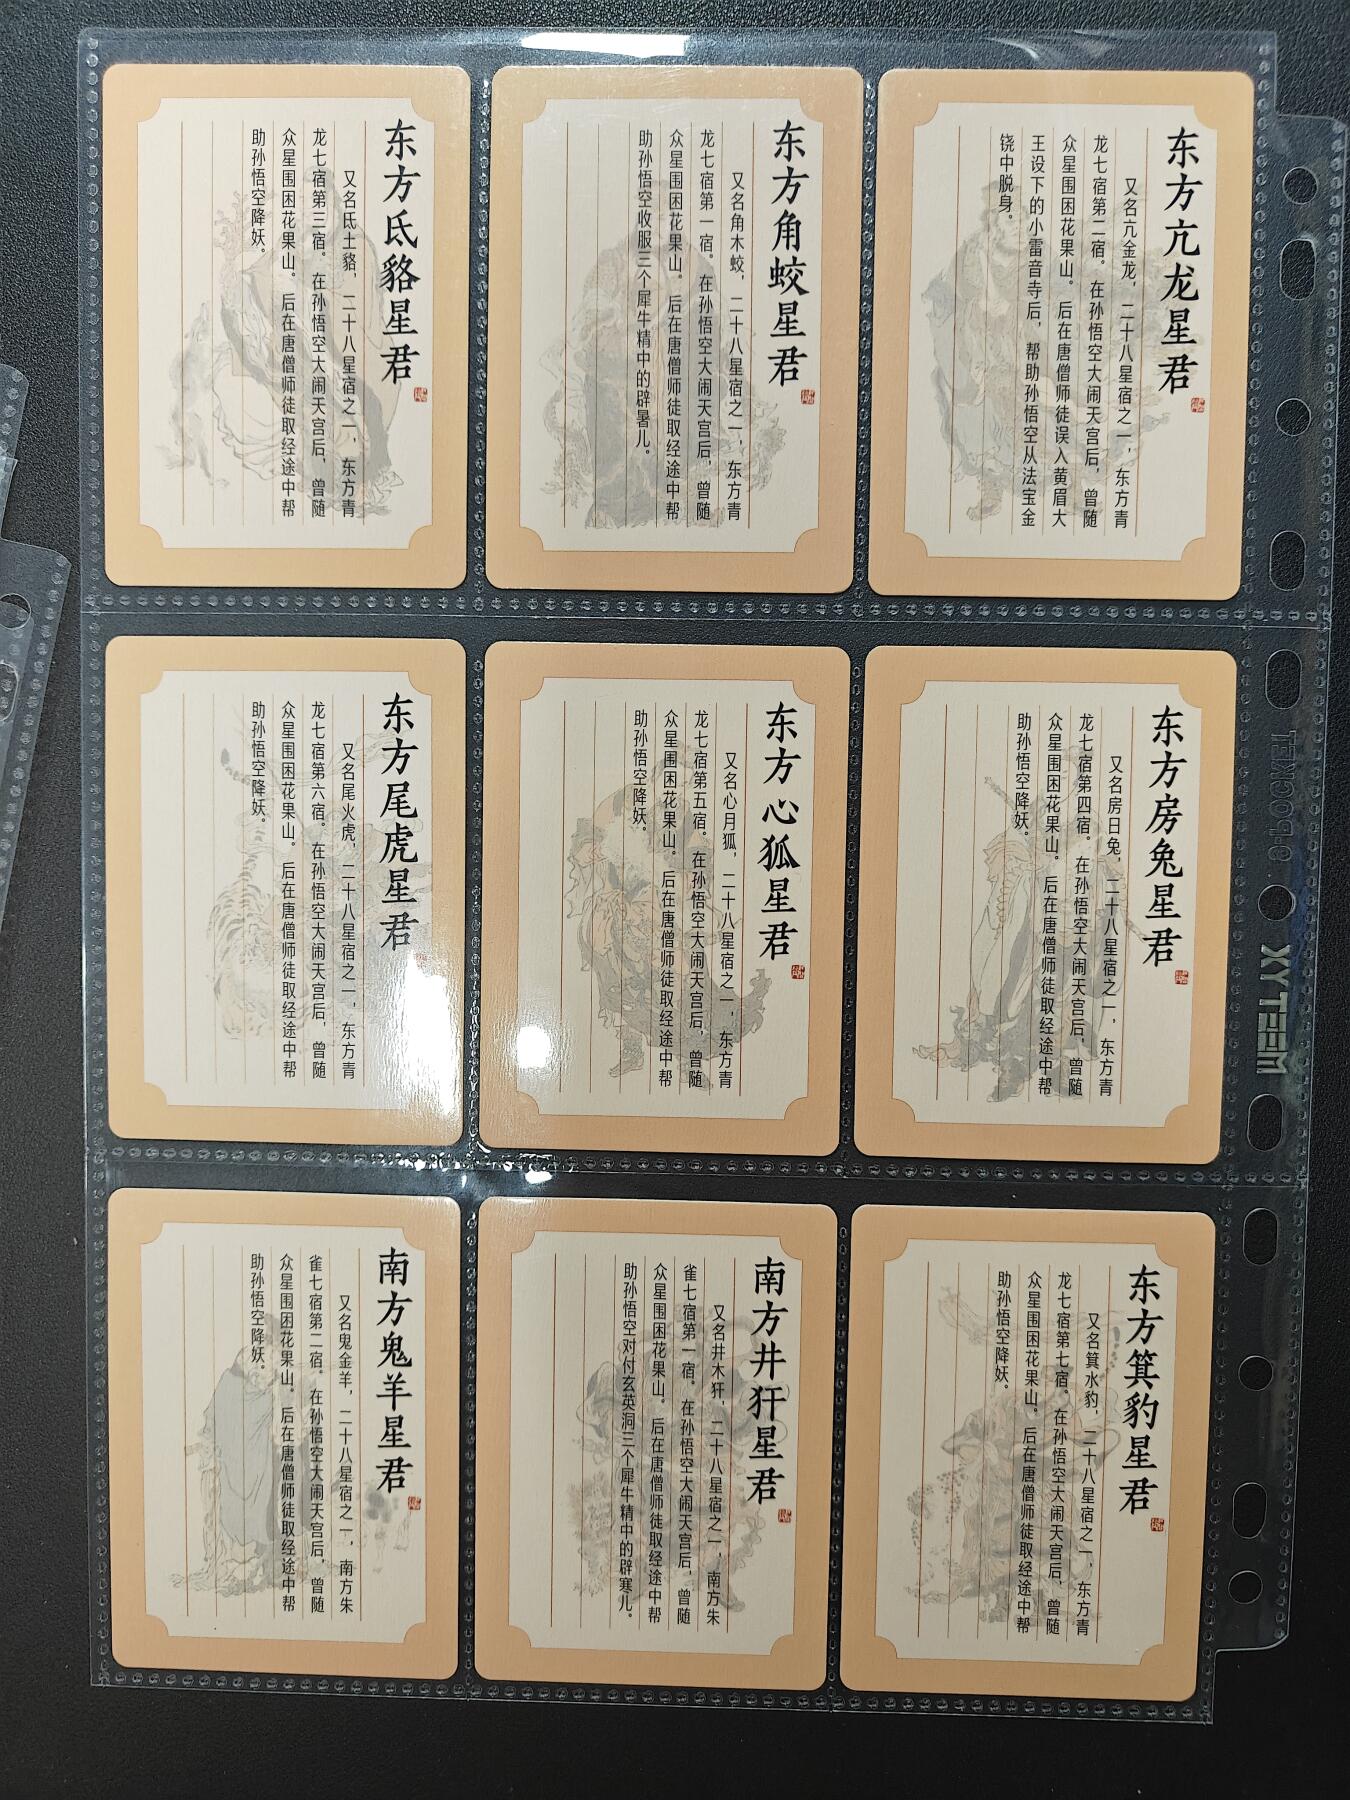 东方氐貉星君
又名氐土貉，二十八星宿之一，东方青
龙七宿第三宿。在孙悟空大闹天宫后，曾随
众星围困花果山。后在唐僧师徒取经途中帮
助孙悟空降妖。
东方角蛟星君
又名角木蛟，二十八星宿之一，东方青
龙七宿第一宿。在孙悟空大闹天宫后，曾随
众星围困花果山。后在唐僧师徒取经途中帮
助孙悟空收服三个犀牛精中的辟暑儿。
东方亢龙星君
又名亢金龙，二十八星宿之一，东方青
龙七宿第二宿。在孙悟空大闹天宫后，曾随
众星围困花果山。后在唐僧师徒误入黄眉大
王设下的小雷音寺后，帮助孙悟空从法宝金
铙中脱身。
东方尾虎星君
又名尾火虎，二十八星宿之一，东方青
龙七宿第六宿。在孙悟空大闹天宫后，曾随
众星围困花果山。后在唐僧师徒取经途中帮
助孙悟空降妖。
东方心狐星君
又名心月狐，二十八星宿之一，东方青
龙七宿第五宿。在孙悟空大闹天宫后，曾随
众星围困花果山。后在唐僧师徒取经途中帮
助孙悟空降妖。
东方房兔星君
又名房日兔，二十八星宿之一，东方青
龙七宿第四宿。在孙悟空大闹天宫后，曾随
众星围困花果山。后在唐僧师徒取经途中帮
助孙悟空降妖。
南方鬼羊星君
又名鬼金羊，二十八星宿之一，南方朱
雀七宿第二宿。在孙悟空大闹天宫后，曾随
众星围困花果山。后在唐僧师徒取经途中帮
助孙悟空降妖。
南方井犴星君
又名井木犴，二十八星宿之一，南方朱
雀七宿第一宿。在孙悟空大闹天宫后，曾随
众星围困花果山。后在唐僧师徒取经途中帮
助孙悟空对付玄英洞三个犀牛精中的辟寒儿。
东方箕豹星君
又名箕水豹，二十八星宿之一，东方青
龙七宿第七宿。在孙悟空大闹天宫后，曾随
众星围困花果山。后在唐僧师徒取经途中帮
助孙悟空降妖。
XY TEEM